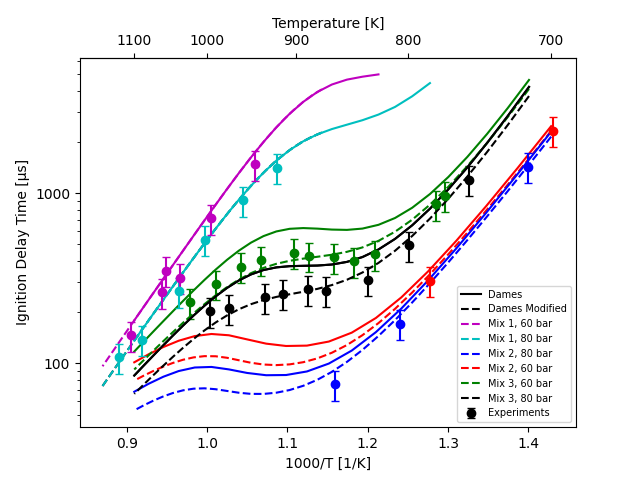 Temperature [K]
1100 1000 900 800 700
Ignition Delay Time [µs]
1000
100
Dames
Dames Modified
Mix 1, 60 bar
Mix 1, 80 bar
Mix 2, 80 bar
Mix 2, 60 bar
Mix 3, 60 bar
Mix 3, 80 bar
Experiments
0.9 1.0 1.1 1.2 1.3 1.4
1000/T [1/K]